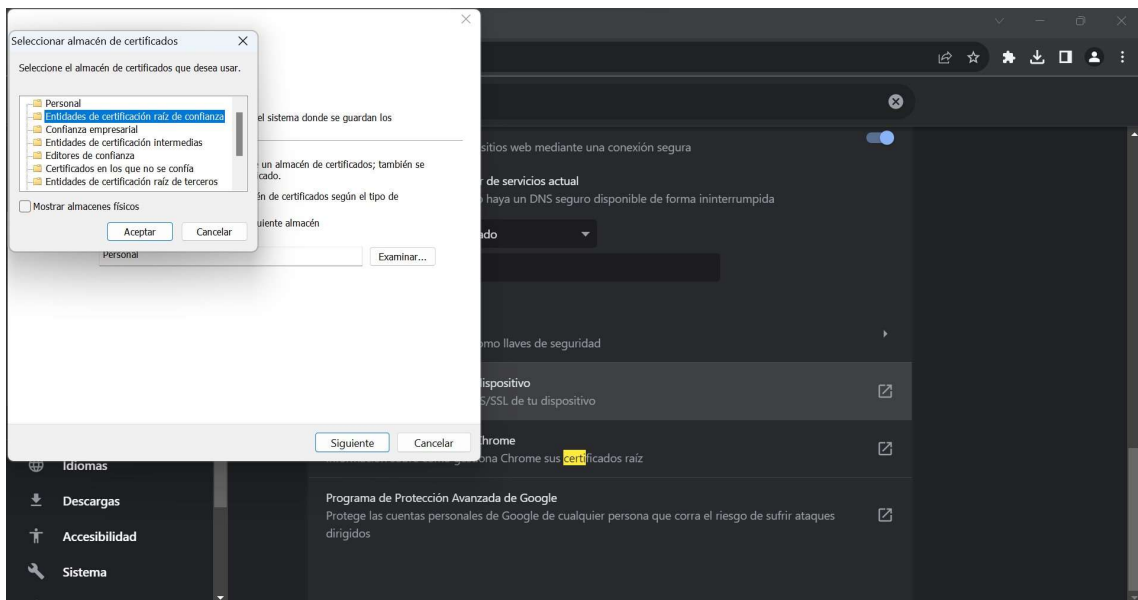 Seleccionar almacén de certificados
Seleccione el almacén de certificados que desea usar.
Personal
Entidades de certificación raíz de confianza
Confianza empresarial
Entidades de certificación intermedias
Editores de confianza
Certificados en los que no se confía
Entidades de certificación raíz de terceros
Mostrar almacenes físicos
Aceptar Cancelar
el sistema donde se guardan los
un almacén de certificados; también se
cado.
én de certificados según el tipo de
uiente almacén
Personal
Examinar...
Siguiente Cancelar
sitios web mediante una conexión segura
r de servicios actual
haya un DNS seguro disponible de forma ininterrumpida
ado
omo llaves de seguridad
ispositivo
S/SSL de tu dispositivo
hrome
ona Chrome sus certificados raíz
Programa de Protección Avanzada de Google
Protege las cuentas personales de Google de cualquier persona que corra el riesgo de sufrir ataques
dirigidos
Idiomas
Descargas
Accesibilidad
Sistema